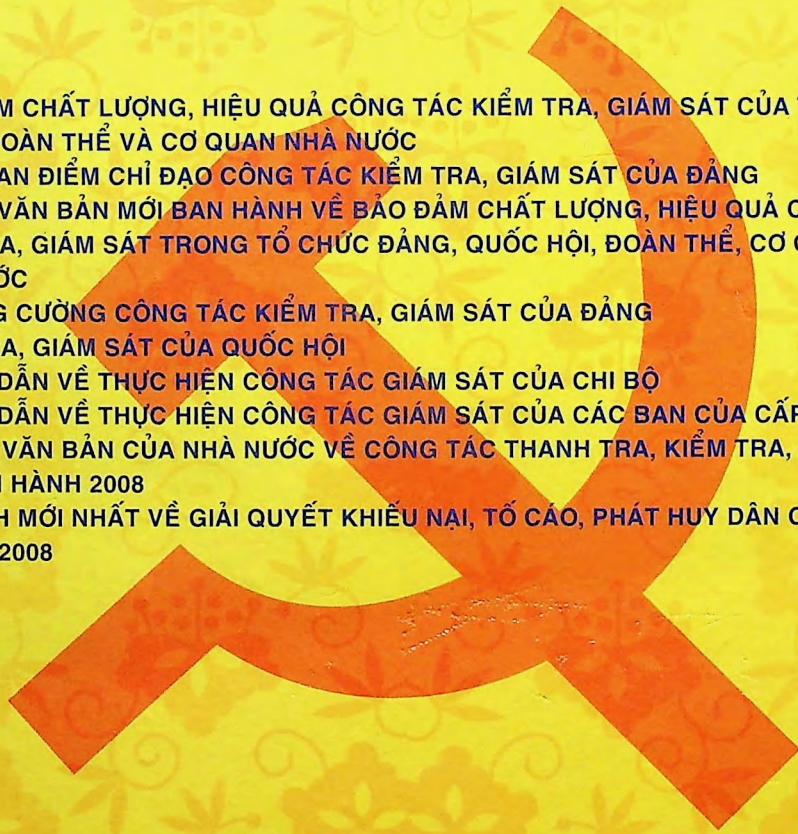 M CHẤT LƯỢNG, HIỆU QUẢ CÔNG TÁC KIỂM TRA, GIÁM SÁT CỦA
OÀN THỂ VÀ CƠ QUAN NHÀ NƯỚC
AN ĐIỂM CHỈ ĐẠO CÔNG TÁC KIỂM TRA, GIÁM SÁT CỦA ĐẢNG
VĂN BẢN MỚI BAN HÀNH VỀ BẢO ĐẢM CHẤT LƯỢNG, HIỆU QUẢ C
A, GIÁM SÁT TRONG TỔ CHỨC ĐẢNG, QUỐC HỘI, ĐOÀN THỂ, CƠ
ỚC
G CƯỜNG CÔNG TÁC KIỂM TRA, GIÁM SÁT CỦA ĐẢNG
A, GIÁM SÁT CỦA QUỐC HỘI
DẪN VỀ THỰC HIỆN CÔNG TÁC GIÁM SÁT CỦA CHI BỘ
DẪN VỀ THỰC HIỆN CÔNG TÁC GIÁM SÁT CỦA CÁC BAN CỦA CẤP
VĂN BẢN CỦA NHÀ NƯỚC VỀ CÔNG TÁC THANH TRA, KIỂM TRA,
HÀNH 2008
H MỚI NHẤT VỀ GIẢI QUYẾT KHIẾU NẠI, TỐ CÁO, PHÁT HUY DÂN C
2008